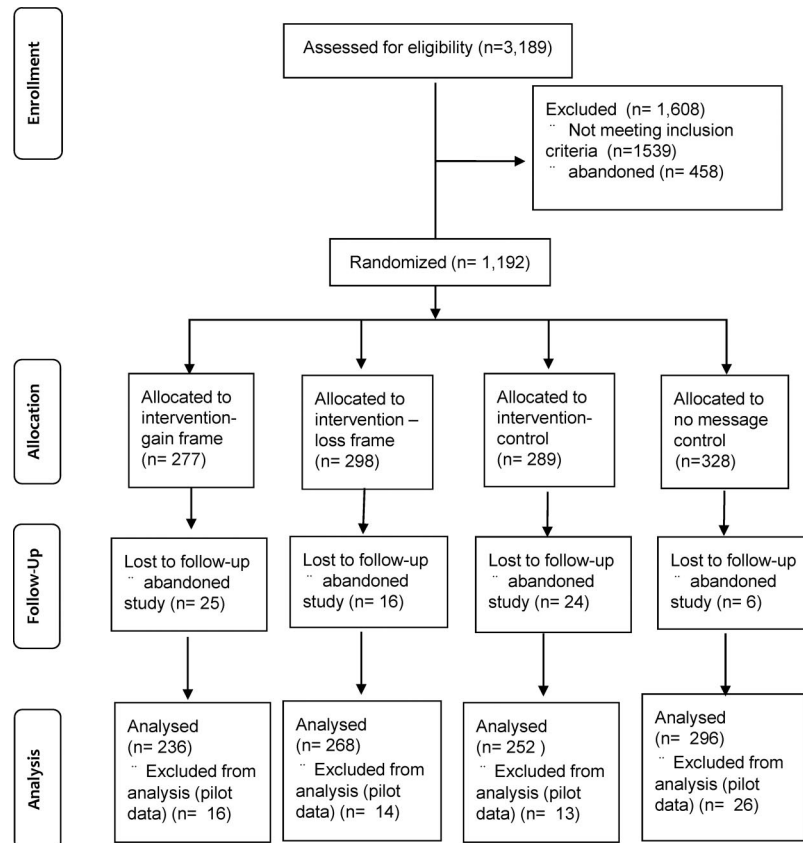 Enrollment
Assessed for eligibility (n=3,189)
Excluded (n= 1,608)
¨ Not meeting inclusion
criteria (n=1539)
¨ abandoned (n= 458)
Randomized (n= 1,192)
Allocation
Allocated to
intervention-
gain frame
(n= 277)
Allocated to
intervention –
loss frame
(n= 298)
Allocated to
intervention-
control
(n= 289)
Allocated to
no message
control
(n=328)
Follow-Up
Lost to follow-up
¨ abandoned
study (n= 25)
Lost to follow-up
¨ abandoned
study (n= 16)
Lost to follow-up
¨ abandoned
study (n= 24)
Lost to follow-up
¨ abandoned
study (n= 6)
Analysis
Analysed
(n= 236)
¨ Excluded from
analysis (pilot
data) (n= 16)
Analysed
(n= 268)
¨ Excluded from
analysis (pilot
data) (n= 14)
Analysed
(n= 252 )
¨ Excluded from
analysis (pilot
data) (n= 13)
Analysed
(n= 296)
¨ Excluded from
analysis (pilot
data) (n= 26)